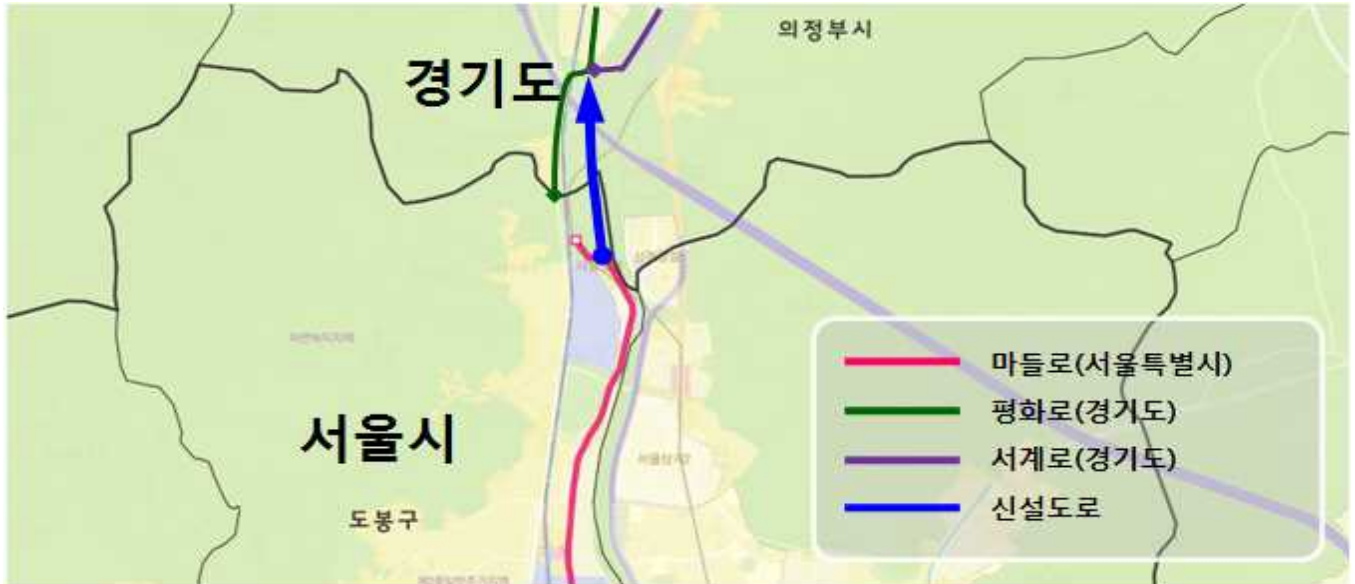 의정부시
경기도
서울시
도봉구
마들로(서울특별시)
평화로(경기도)
서계로(경기도)
신설도로